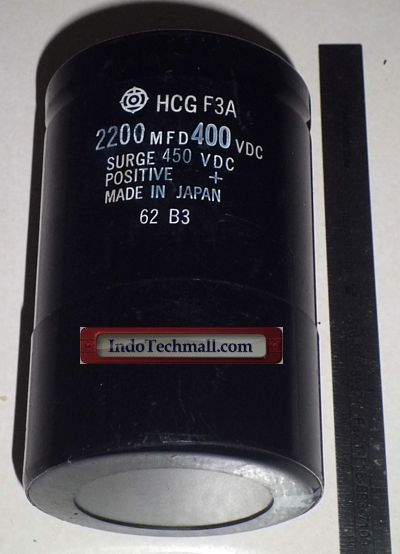 HCG F3A
2200 MFD 400 VDC
SURGE 450 VDC
POSITIVE +
MADE IN JAPAN
62 B3
IndoTechmall.com